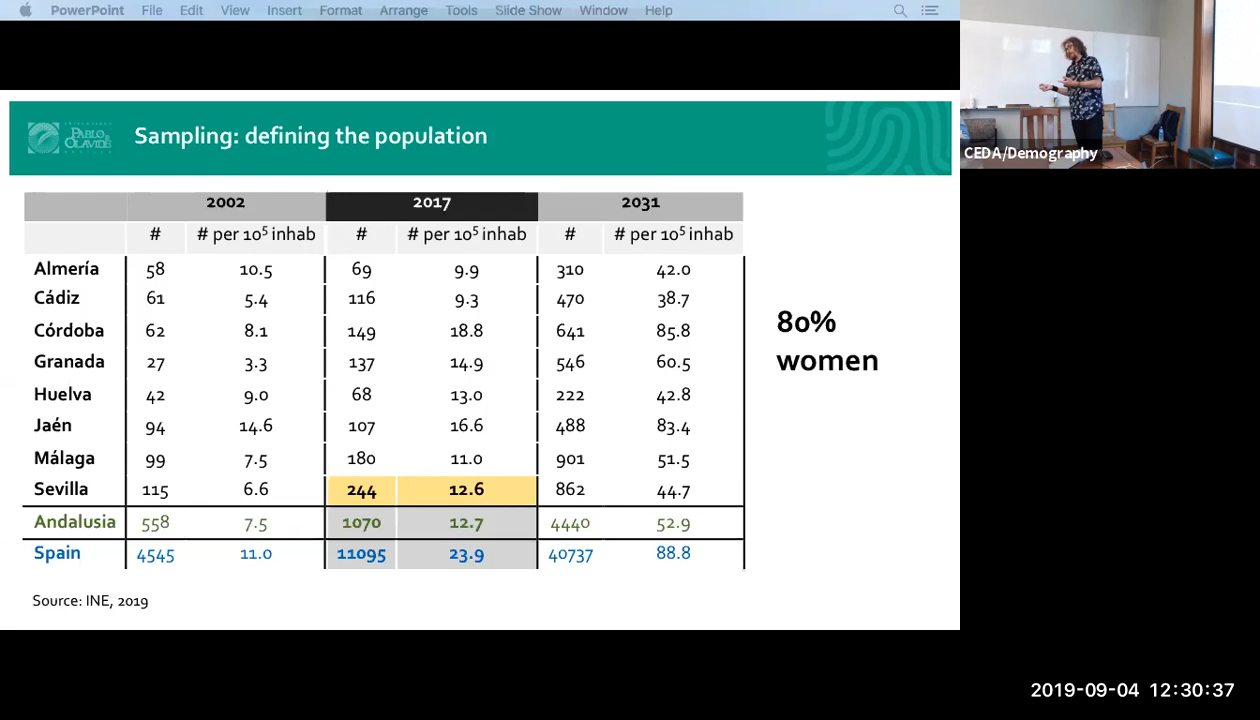 PowerPoint File Edit View Insert Format Arrange Tools Slide Show Window Help
PABLO DE OLAVIDE
Sampling: defining the population
2002 2017 2031
# # per 10⁵ inhab # # per 10⁵ inhab # # per 10⁵ inhab
Almería 58 10.5 69 9.9 310 42.0
Cádiz 61 5.4 116 9.3 470 38.7
Córdoba 62 8.1 149 18.8 641 85.8
Granada 27 3.3 137 14.9 546 60.5
Huelva 42 9.0 68 13.0 222 42.8
Jaén 94 14.6 107 16.6 488 83.4
Málaga 99 7.5 180 11.0 901 51.5
Sevilla 115 6.6 244 12.6 862 44.7
Andalusia 558 7.5 1070 12.7 4440 52.9
Spain 4545 11.0 11095 23.9 40737 88.8
80%
women
Source: INE, 2019
CEDA/Demography
2019-09-04 12:30:37